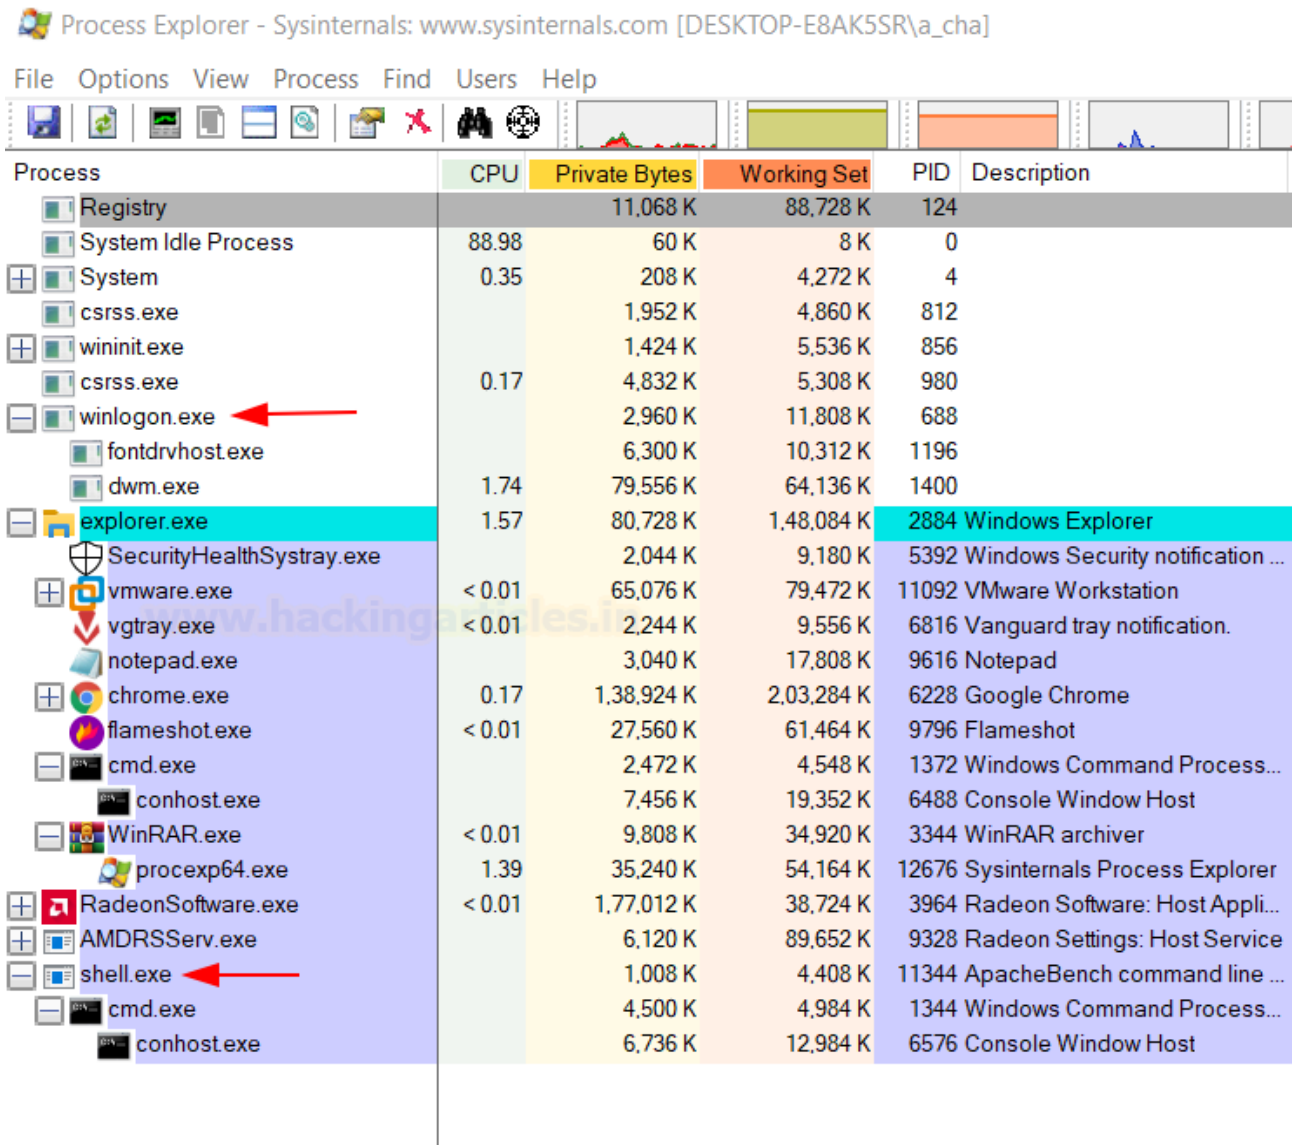 Process Explorer - Sysinternals: www.sysinternals.com [DESKTOP-E8AK5SR\a_cha]
File Options View Process Find Users Help
Process CPU Private Bytes Working Set PID Description
Registry 11,068 K 88,728 K 124
System Idle Process 88.98 60 K 8 K 0
System 0.35 208 K 4,272 K 4
csrss.exe 1,952 K 4,860 K 812
wininit.exe 1,424 K 5,536 K 856
csrss.exe 0.17 4,832 K 5,308 K 980
winlogon.exe 2,960 K 11,808 K 688
fontdrvhost.exe 6,300 K 10,312 K 1196
dwm.exe 1.74 79,556 K 64,136 K 1400
explorer.exe 1.57 80,728 K 1,48,084 K 2884 Windows Explorer
SecurityHealthSystray.exe 2,044 K 9,180 K 5392 Windows Security notification ...
vmware.exe < 0.01 65,076 K 79,472 K 11092 VMware Workstation
www.hackingarticles.in
vgtray.exe < 0.01 2,244 K 9,556 K 6816 Vanguard tray notification.
notepad.exe 3,040 K 17,808 K 9616 Notepad
chrome.exe 0.17 1,38,924 K 2,03,284 K 6228 Google Chrome
flameshot.exe < 0.01 27,560 K 61,464 K 9796 Flameshot
cmd.exe 2,472 K 4,548 K 1372 Windows Command Process...
conhost.exe 7,456 K 19,352 K 6488 Console Window Host
WinRAR.exe < 0.01 9,808 K 34,920 K 3344 WinRAR archiver
procexp64.exe 1.39 35,240 K 54,164 K 12676 Sysinternals Process Explorer
RadeonSoftware.exe < 0.01 1,77,012 K 38,724 K 3964 Radeon Software: Host Appli...
AMDRSServ.exe 6,120 K 89,652 K 9328 Radeon Settings: Host Service
shell.exe 1,008 K 4,408 K 11344 ApacheBench command line ...
cmd.exe 4,500 K 4,984 K 1344 Windows Command Process...
conhost.exe 6,736 K 12,984 K 6576 Console Window Host